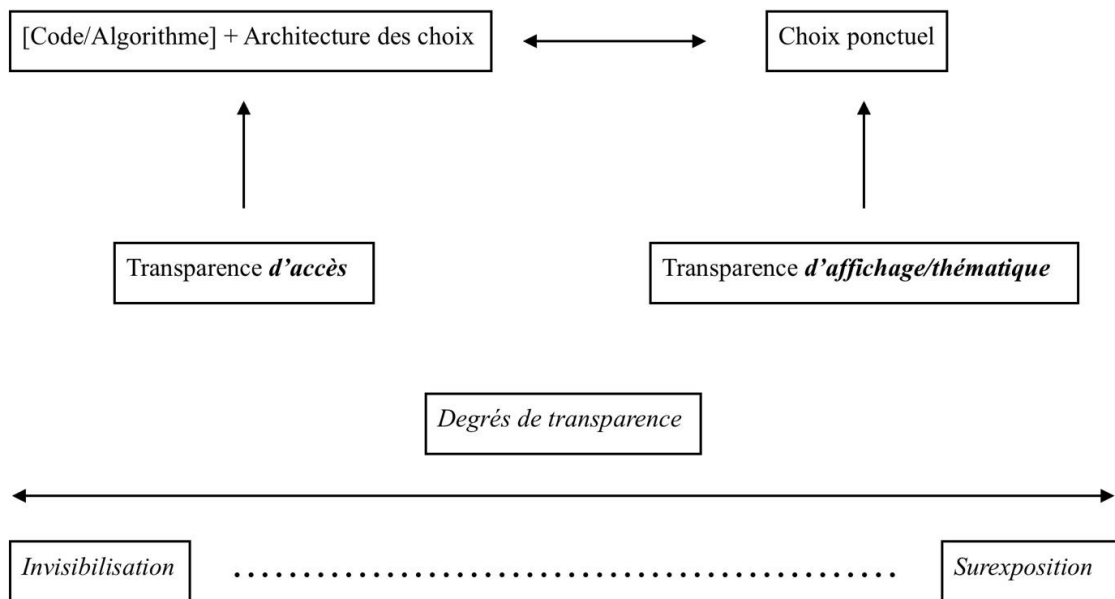 [Code/Algorithme] + Architecture des choix
Choix ponctuel
Transparence d’accès
Transparence d’affichage/thématique
Degrés de transparence
Invisibilisation
Surexposition